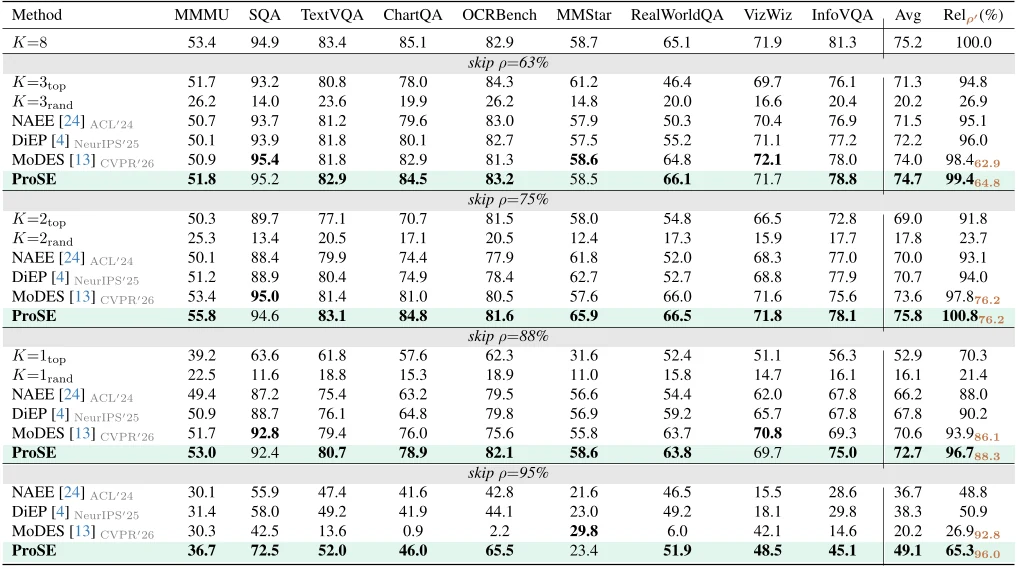 Method MMMU SQA TextVQA ChartQA OCRBench MMStar RealWorldQA VizWiz InfoVQA Avg Relρ′(%)
K=8 53.4 94.9 83.4 85.1 82.9 58.7 65.1 71.9 81.3 75.2 100.0
skip ρ=63%
K=3top 51.7 93.2 80.8 78.0 84.3 61.2 46.4 69.7 76.1 71.3 94.8
K=3rand 26.2 14.0 23.6 19.9 26.2 14.8 20.0 16.6 20.4 20.2 26.9
NAEE [24] ACL′24 50.7 93.7 81.2 79.6 83.0 57.9 50.3 70.4 76.9 71.5 95.1
DiEP [4] NeurIPS′25 50.1 93.9 81.8 80.1 82.7 57.5 55.2 71.1 77.2 72.2 96.0
MoDES [13] CVPR′26 50.9 95.4 81.8 82.9 81.3 58.6 64.8 72.1 78.0 74.0 98.462.9
ProSE 51.8 95.2 82.9 84.5 83.2 58.5 66.1 71.7 78.8 74.7 99.464.8
skip ρ=75%
K=2top 50.3 89.7 77.1 70.7 81.5 58.0 54.8 66.5 72.8 69.0 91.8
K=2rand 25.3 13.4 20.5 17.1 20.5 12.4 17.3 15.9 17.7 17.8 23.7
NAEE [24] ACL′24 50.1 88.4 79.9 74.4 77.9 61.8 52.0 68.3 77.0 70.0 93.1
DiEP [4] NeurIPS′25 51.2 88.9 80.4 74.9 78.4 62.7 52.7 68.8 77.9 70.7 94.0
MoDES [13] CVPR′26 53.4 95.0 81.4 81.0 80.5 57.6 66.0 71.6 75.6 73.6 97.876.2
ProSE 55.8 94.6 83.1 84.8 81.6 65.9 66.5 71.8 78.1 75.8 100.876.2
skip ρ=88%
K=1top 39.2 63.6 61.8 57.6 62.3 31.6 52.4 51.1 56.3 52.9 70.3
K=1rand 22.5 11.6 18.8 15.3 18.9 11.0 15.8 14.7 16.1 16.1 21.4
NAEE [24] ACL′24 49.4 87.2 75.4 63.2 79.5 56.6 54.4 62.0 67.8 66.2 88.0
DiEP [4] NeurIPS′25 50.9 88.7 76.1 64.8 79.8 56.9 59.2 65.7 67.8 67.8 90.2
MoDES [13] CVPR′26 51.7 92.8 79.4 76.0 75.6 55.8 63.7 70.8 69.3 70.6 93.986.1
ProSE 53.0 92.4 80.7 78.9 82.1 58.6 63.8 69.7 75.0 72.7 96.788.3
skip ρ=95%
NAEE [24] ACL′24 30.1 55.9 47.4 41.6 42.8 21.6 46.5 15.5 28.6 36.7 48.8
DiEP [4] NeurIPS′25 31.4 58.0 49.2 41.9 44.1 23.0 49.2 18.1 29.8 38.3 50.9
MoDES [13] CVPR′26 30.3 42.5 13.6 0.9 2.2 29.8 6.0 42.1 14.6 20.2 26.992.8
ProSE 36.7 72.5 52.0 46.0 65.5 23.4 51.9 48.5 45.1 49.1 65.396.0